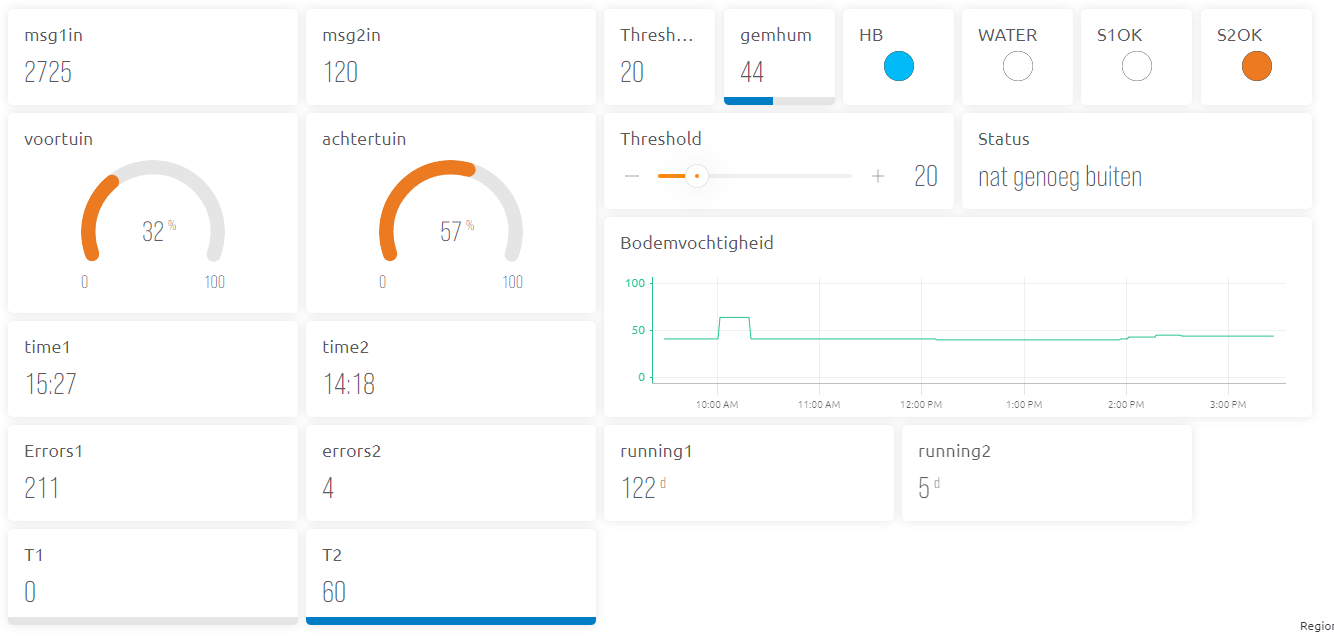 msg1in
2725
msg2in
120
Thresh...
20
gemhum
44
HB
WATER
S1OK
S2OK
voortuin
32 %
0 100
achtertuin
57 %
0 100
Threshold
20
Status
nat genoeg buiten
Bodemvochtigheid
100
50
0
10:00 AM 11:00 AM 12:00 PM 1:00 PM 2:00 PM 3:00 PM
time1
15:27
time2
14:18
Errors1
211
errors2
4
running1
122 d
running2
5 d
T1
0
T2
60
Region